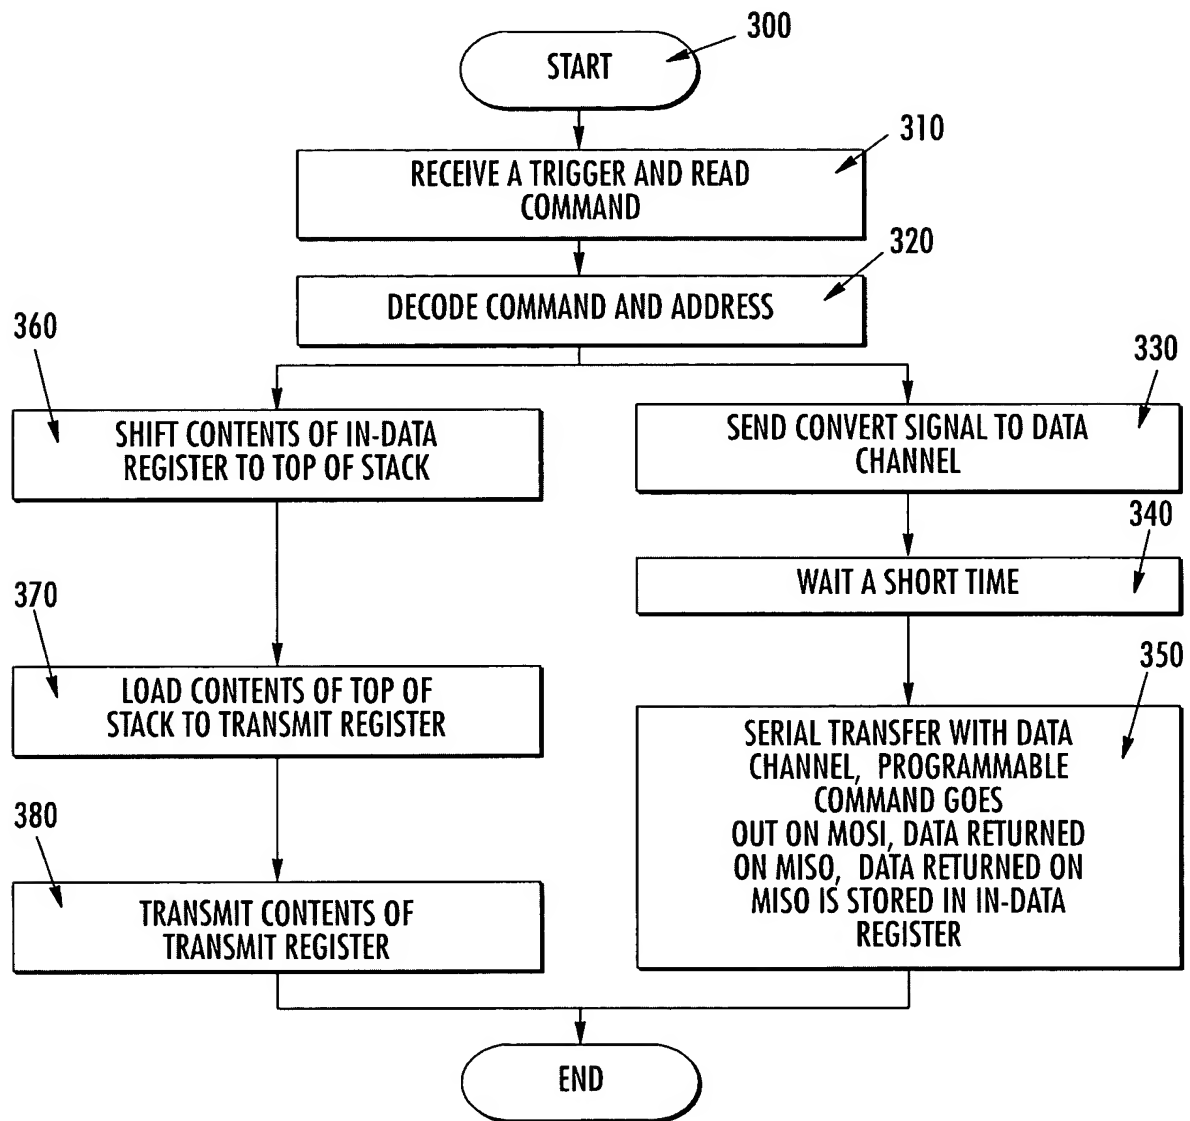 300
START
310
RECEIVE A TRIGGER AND READ
COMMAND
320
DECODE COMMAND AND ADDRESS
360
SHIFT CONTENTS OF IN-DATA
REGISTER TO TOP OF STACK
330
SEND CONVERT SIGNAL TO DATA
CHANNEL
340
WAIT A SHORT TIME
370
LOAD CONTENTS OF TOP OF
STACK TO TRANSMIT REGISTER
350
SERIAL TRANSFER WITH DATA
CHANNEL, PROGRAMMABLE
COMMAND GOES
OUT ON MOSI, DATA RETURNED
ON MISO, DATA RETURNED ON
MISO IS STORED IN IN-DATA
REGISTER
380
TRANSMIT CONTENTS OF
TRANSMIT REGISTER
END